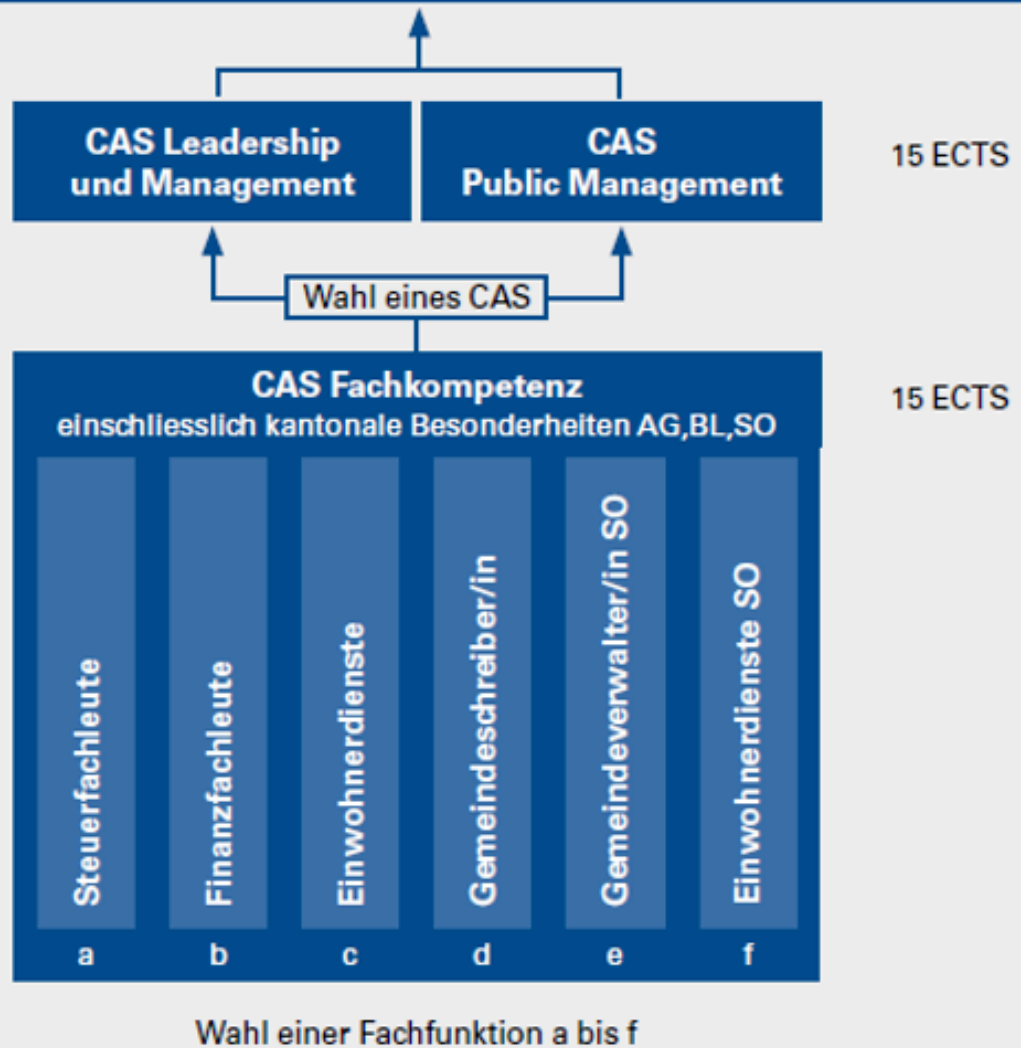 CAS Leadership
und Management
CAS
Public Management
15 ECTS
Wahl eines CAS
CAS Fachkompetenz
einschliesslich kantonale Besonderheiten AG,BL,SO
15 ECTS
Steuerfachleute
Finanzfachleute
Einwohnerdienste
Gemeindeschreiber/in
Gemeindeverwalter/in SO
Einwohnerdienste SO
a b c d e f
Wahl einer Fachfunktion a bis f